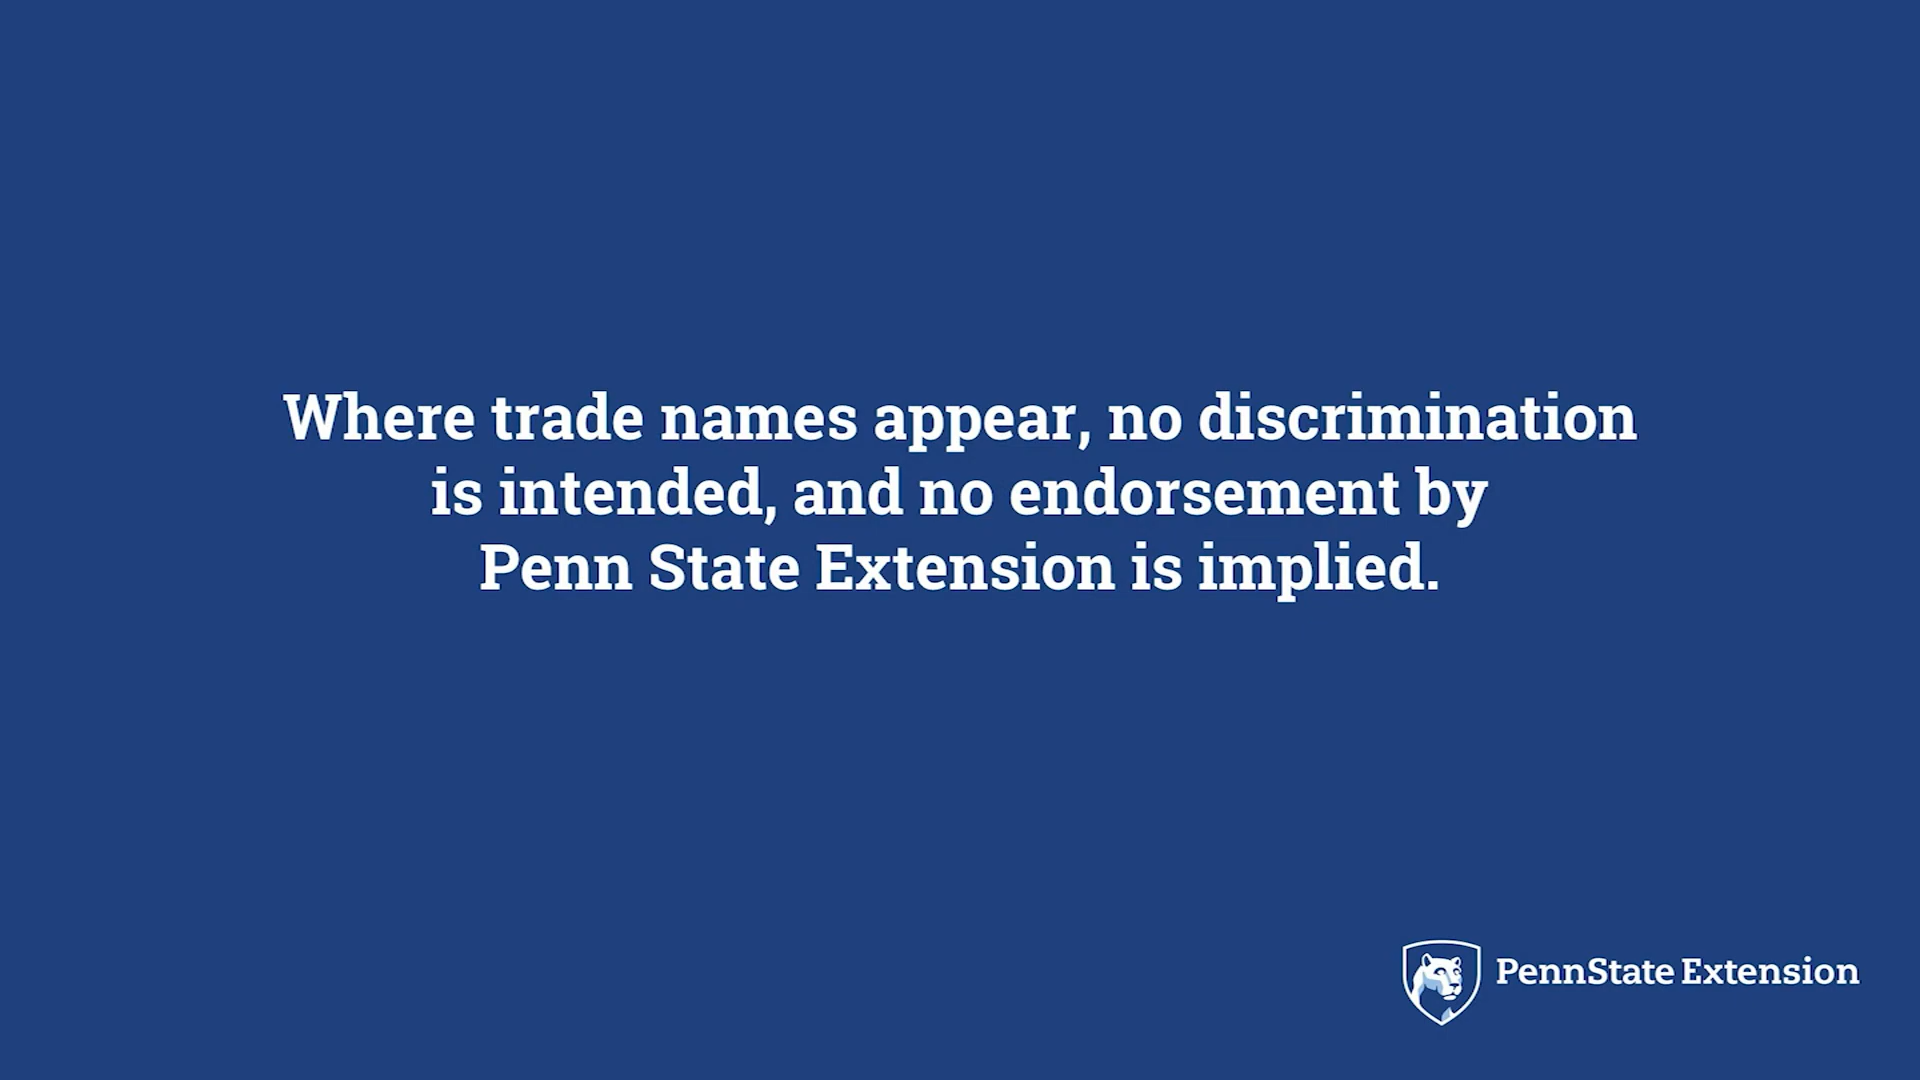 Where trade names appear, no discrimination
is intended, and no endorsement by
Penn State Extension is implied.
PennState Extension